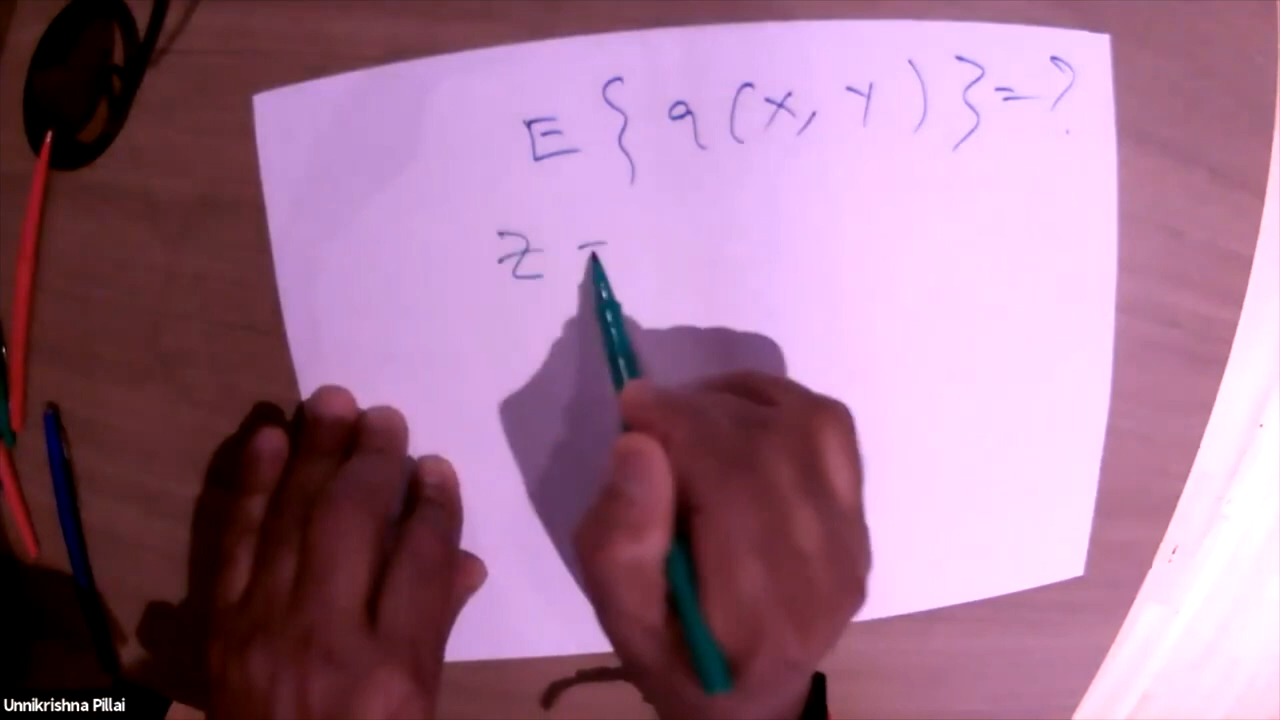 E { g (X, Y) } = ?
Z =
Unnikrishna Pillai